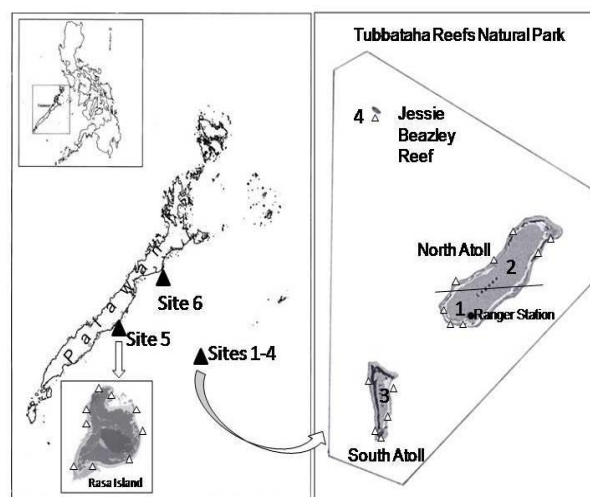 Palawan
Site 6
Site 5
Sites 1-4
Rasa Island
Tubbataha Reefs Natural Park
4
Jessie
Beazley
Reef
North Atoll
2
1
Ranger Station
3
South Atoll